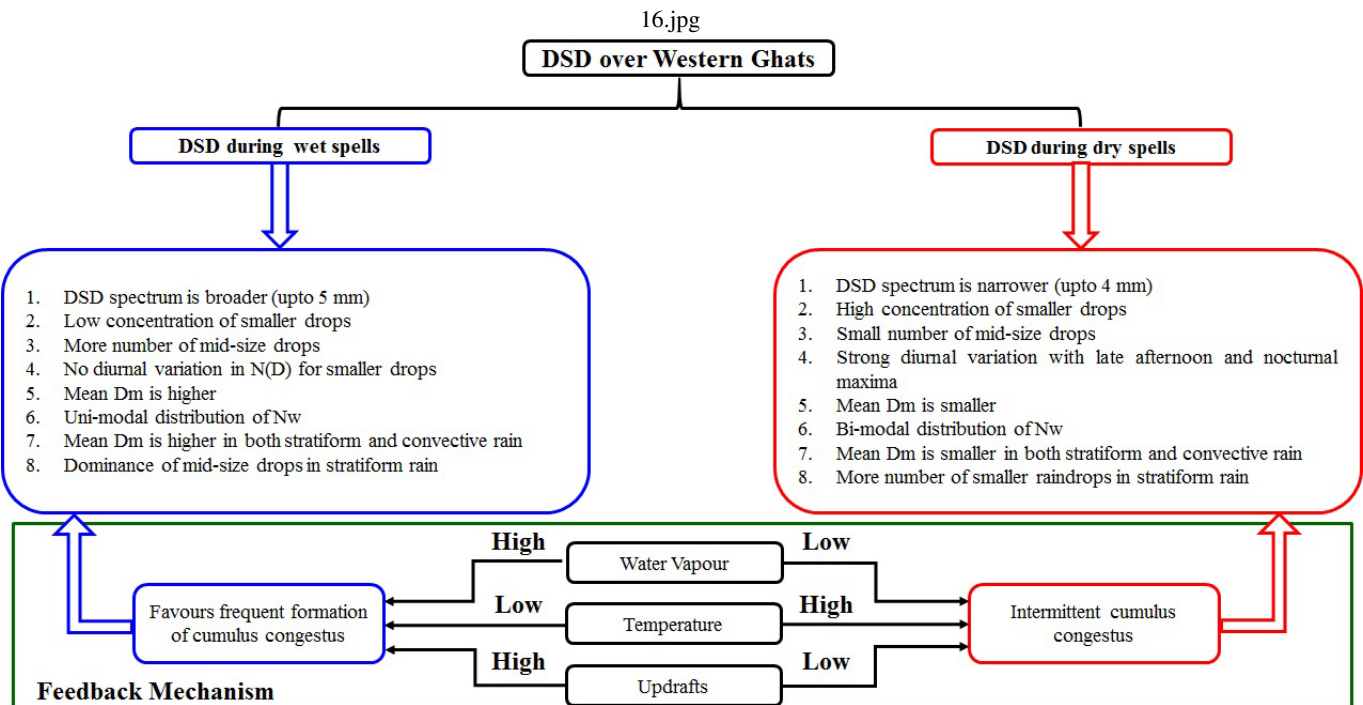 16.jpg
DSD over Western Ghats
DSD during wet spells
DSD during dry spells
1. DSD spectrum is broader (upto 5 mm)
2. Low concentration of smaller drops
3. More number of mid-size drops
4. No diurnal variation in N(D) for smaller drops
5. Mean Dm is higher
6. Uni-modal distribution of Nw
7. Mean Dm is higher in both stratiform and convective rain
8. Dominance of mid-size drops in stratiform rain
1. DSD spectrum is narrower (upto 4 mm)
2. High concentration of smaller drops
3. Small number of mid-size drops
4. Strong diurnal variation with late afternoon and nocturnal
maxima
5. Mean Dm is smaller
6. Bi-modal distribution of Nw
7. Mean Dm is smaller in both stratiform and convective rain
8. More number of smaller raindrops in stratiform rain
High
Water Vapour
Low
Favours frequent formation
of cumulus congestus
Low
Temperature
High
Intermittent cumulus
congestus
High
Updrafts
Low
Feedback Mechanism